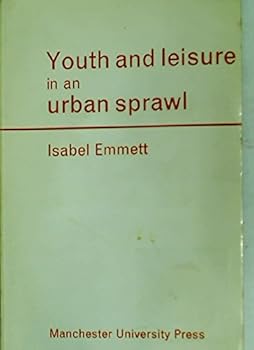 Youth and leisure
in an
urban sprawl
Isabel Emmett
Manchester University Press